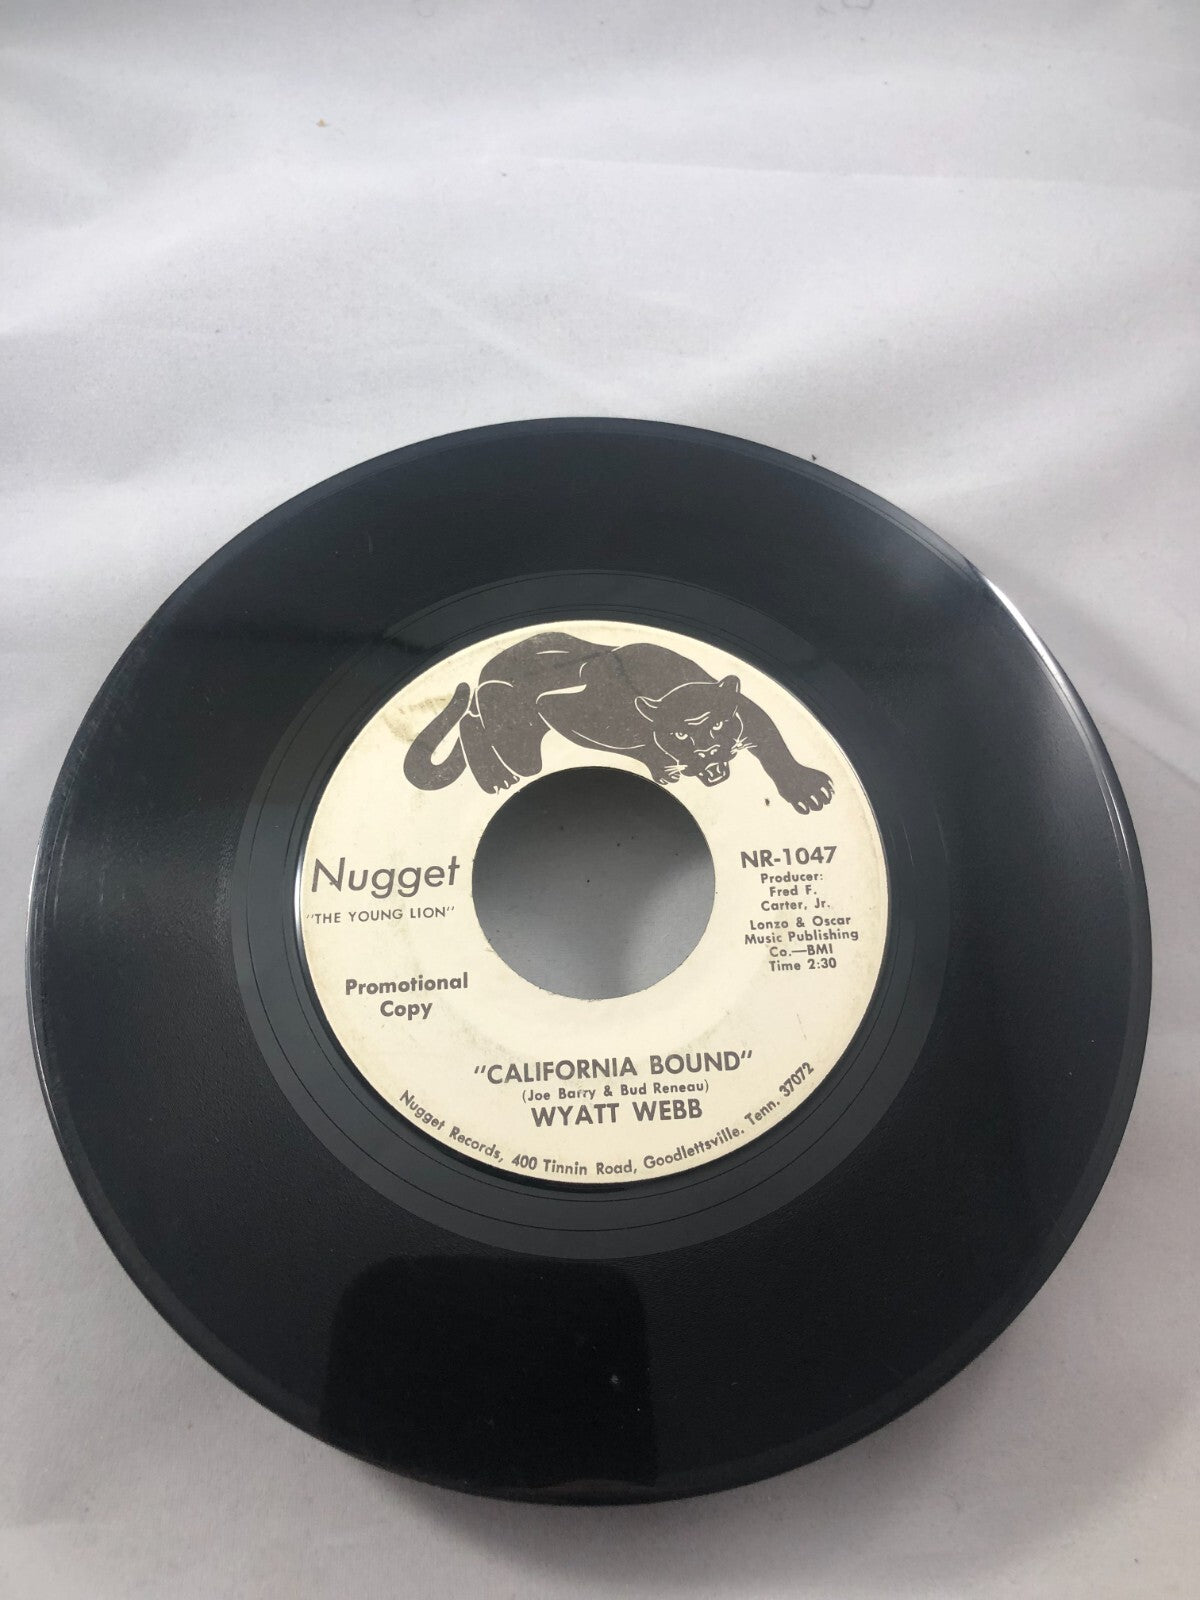 Nugget
"THE YOUNG LION"
Promotional
Copy
NR-1047
Producer:
Fred F.
Carter, Jr.
Lonzo & Oscar
Music Publishing
Co.—BMI
Time 2:30
"CALIFORNIA BOUND"
(Joe Barry & Bud Reneau)
WYATT WEBB
Nugget Records, 400 Tinnin Road, Goodlettsville, Tenn. 37072